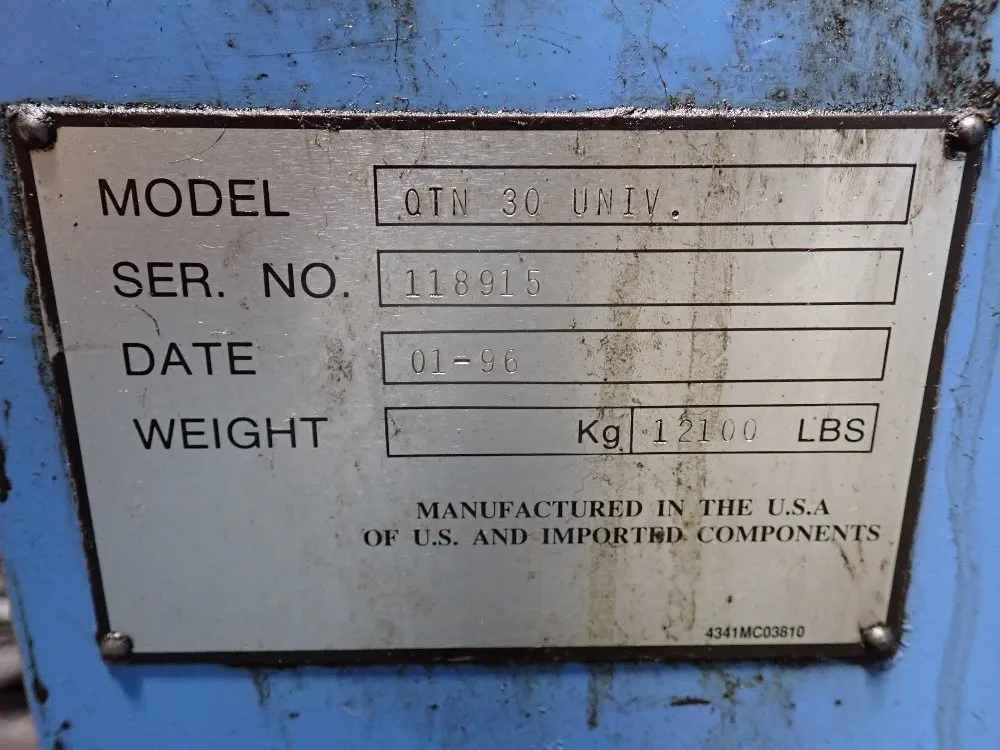 MODEL QTN 30 UNIV.
SER. NO. 118915
DATE 01-96
WEIGHT Kg 12100 LBS
MANUFACTURED IN THE U.S.A
OF U.S. AND IMPORTED COMPONENTS
4341MC03810